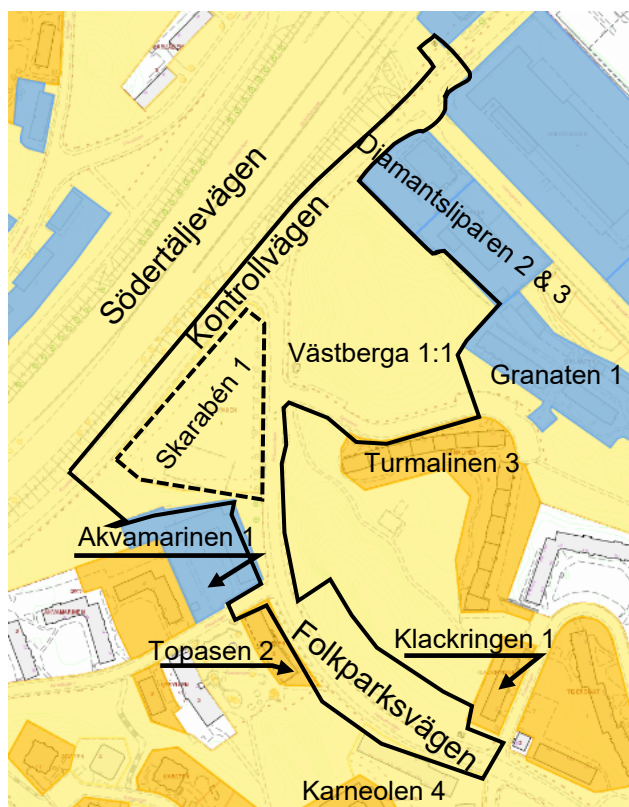 Diamantsliparen 2 & 3
Södertäljevägen
Kontrollvägen
Västberga 1:1
Granaten 1
Skarabén 1
Turmalinen 3
Akvamarinen 1
Klackringen 1
Topasen 2
Folkparksvägen
Karneolen 4